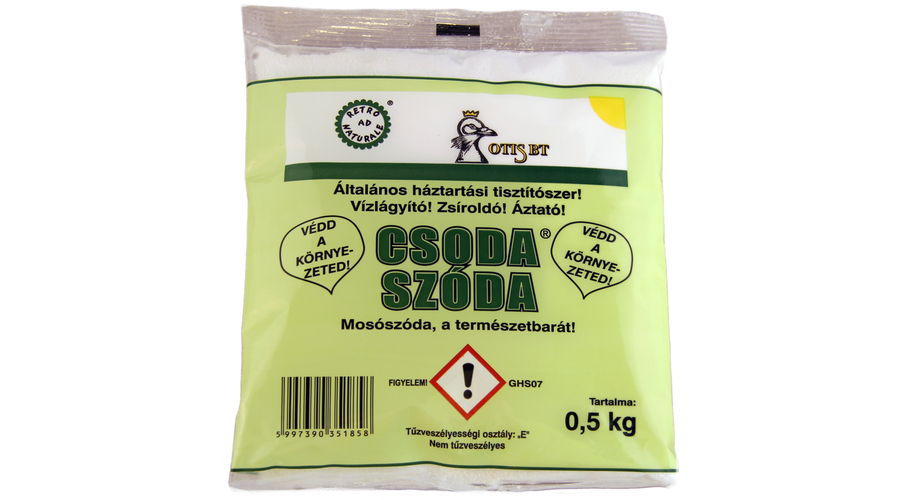 RETRO
AD
NATURALE
®
OTIS BT
Általános háztartási tisztítószer!
Vízlágyító! Zsíroldó! Áztató!
VÉDD
A
KÖRNYE-
ZETED!
CSODA®
SZÓDA
VÉDD
A
KÖRNYE-
ZETED!
Mosószóda, a természetbarát!
FIGYELEM!
GHS07
Tartalma:
0,5 kg
5 997390 351858
Tűzveszélyességi osztály: „E"
Nem tűzveszélyes